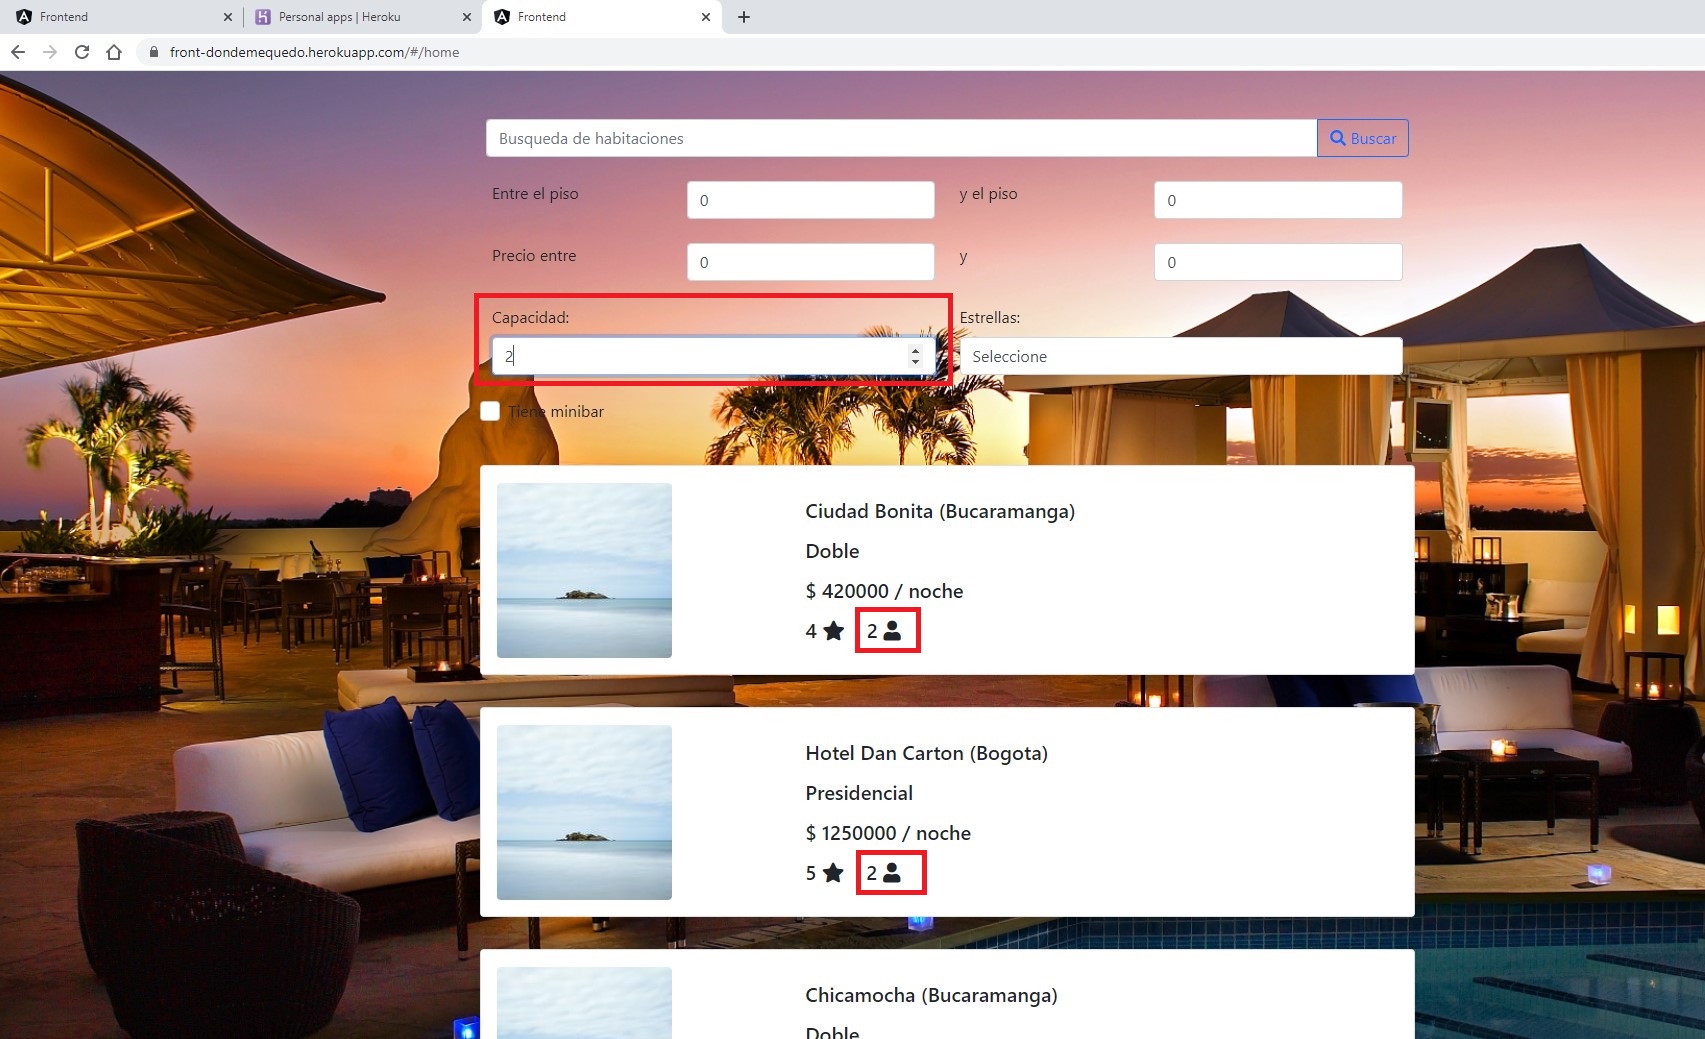 Frontend
Personal apps | Heroku
Frontend
front-dondemequedo.herokuapp.com/#/home
Busqueda de habitaciones
Buscar
Entre el piso
0
y el piso
0
Precio entre
0
y
0
Capacidad:
Estrellas:
2
Seleccione
Tiene minibar
Ciudad Bonita (Bucaramanga)
Doble
$ 420000 / noche
4 2
Hotel Dan Carton (Bogota)
Presidencial
$ 1250000 / noche
5 2
Chicamocha (Bucaramanga)
Doble